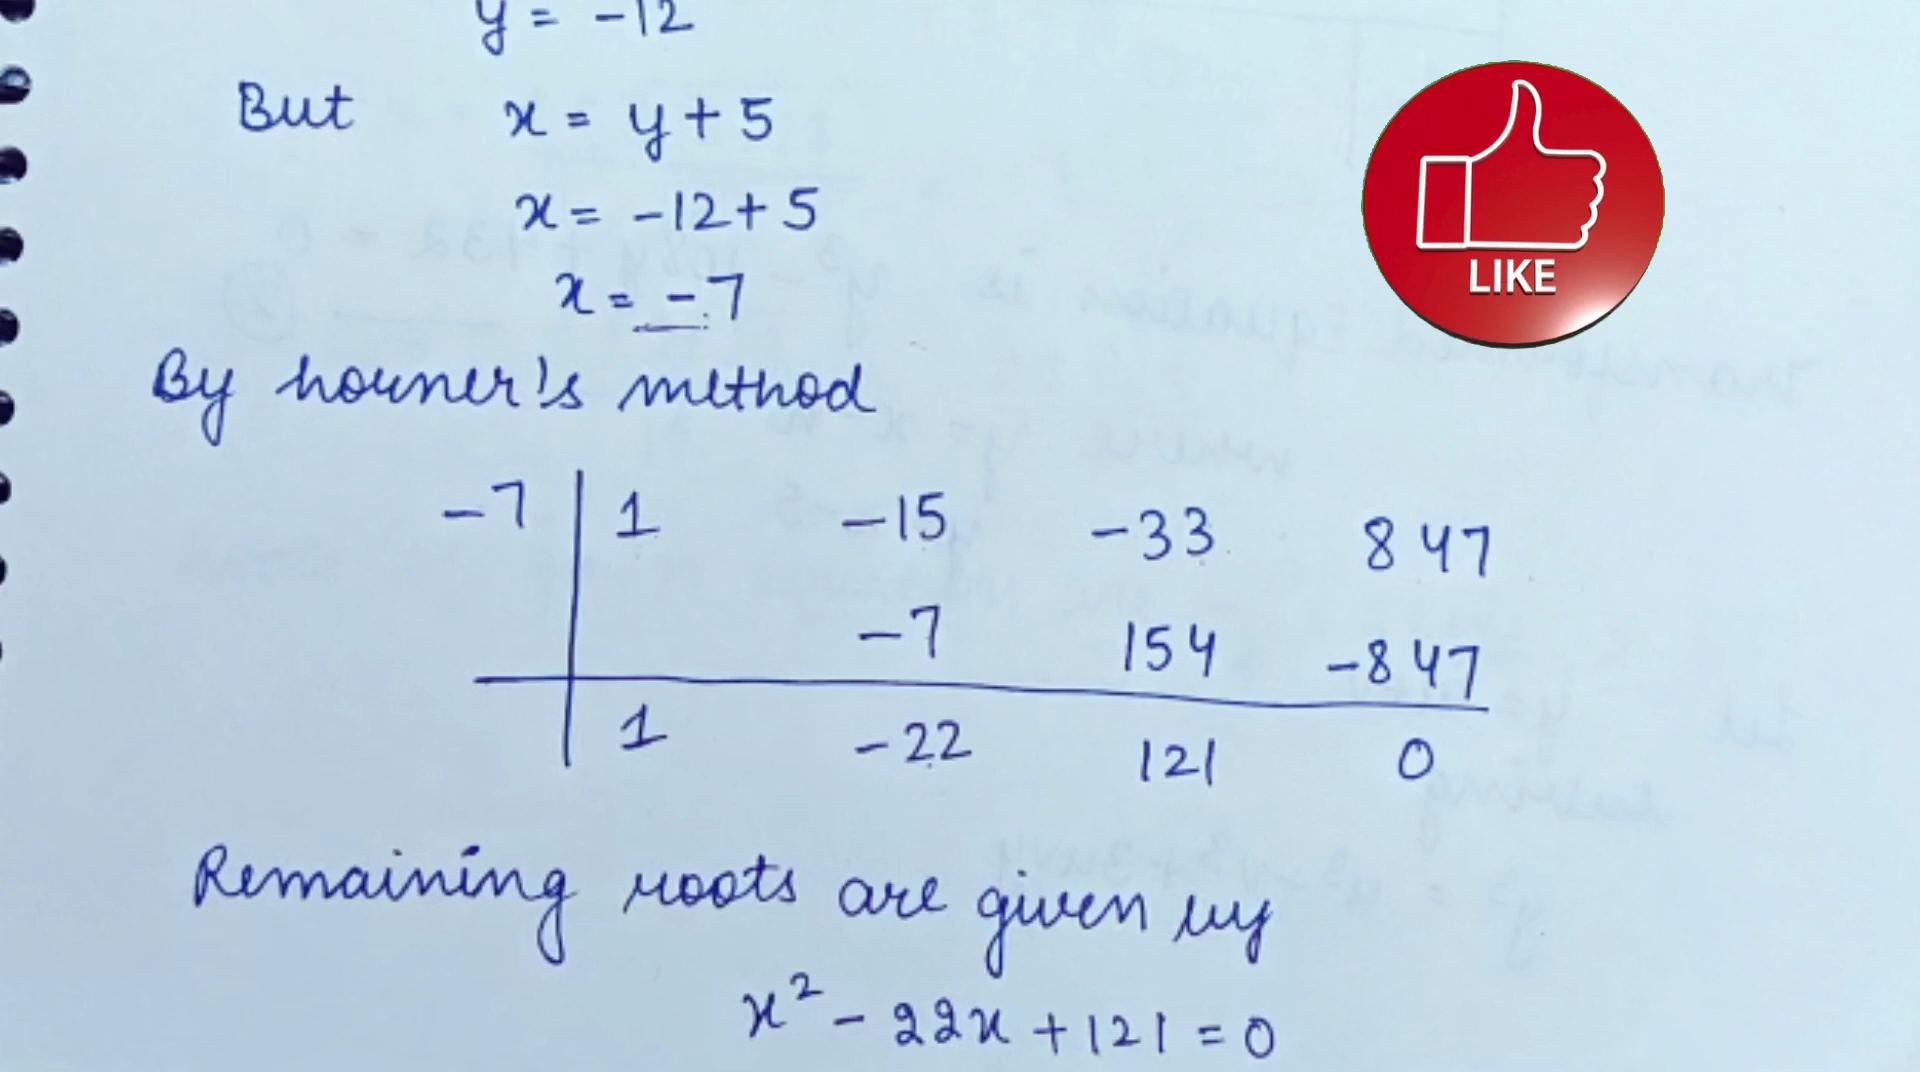 y = -12
But x = y + 5
x = -12 + 5
x = -7
LIKE
By horner's method
-7 | 1 -15 -33 847
-7 154 -847
1 -22 121 0
Remaining roots are given by
x² - 22x + 121 = 0